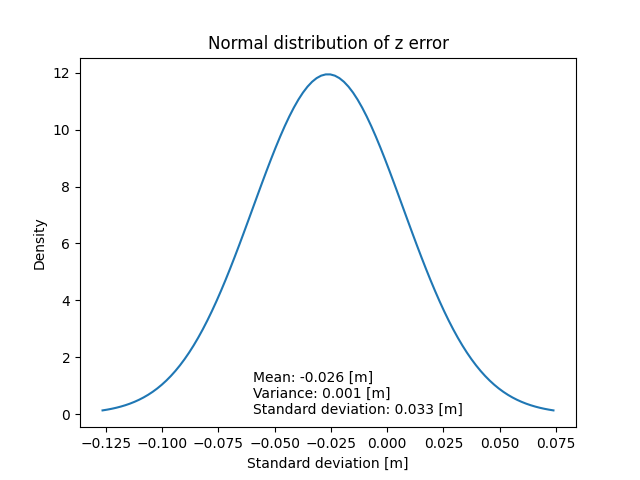 Normal distribution of z error
12
10
8
6
4
2
0
Density
Mean: -0.026 [m]
Variance: 0.001 [m]
Standard deviation: 0.033 [m]
−0.125 −0.100 −0.075 −0.050 −0.025 0.000 0.025 0.050 0.075
Standard deviation [m]